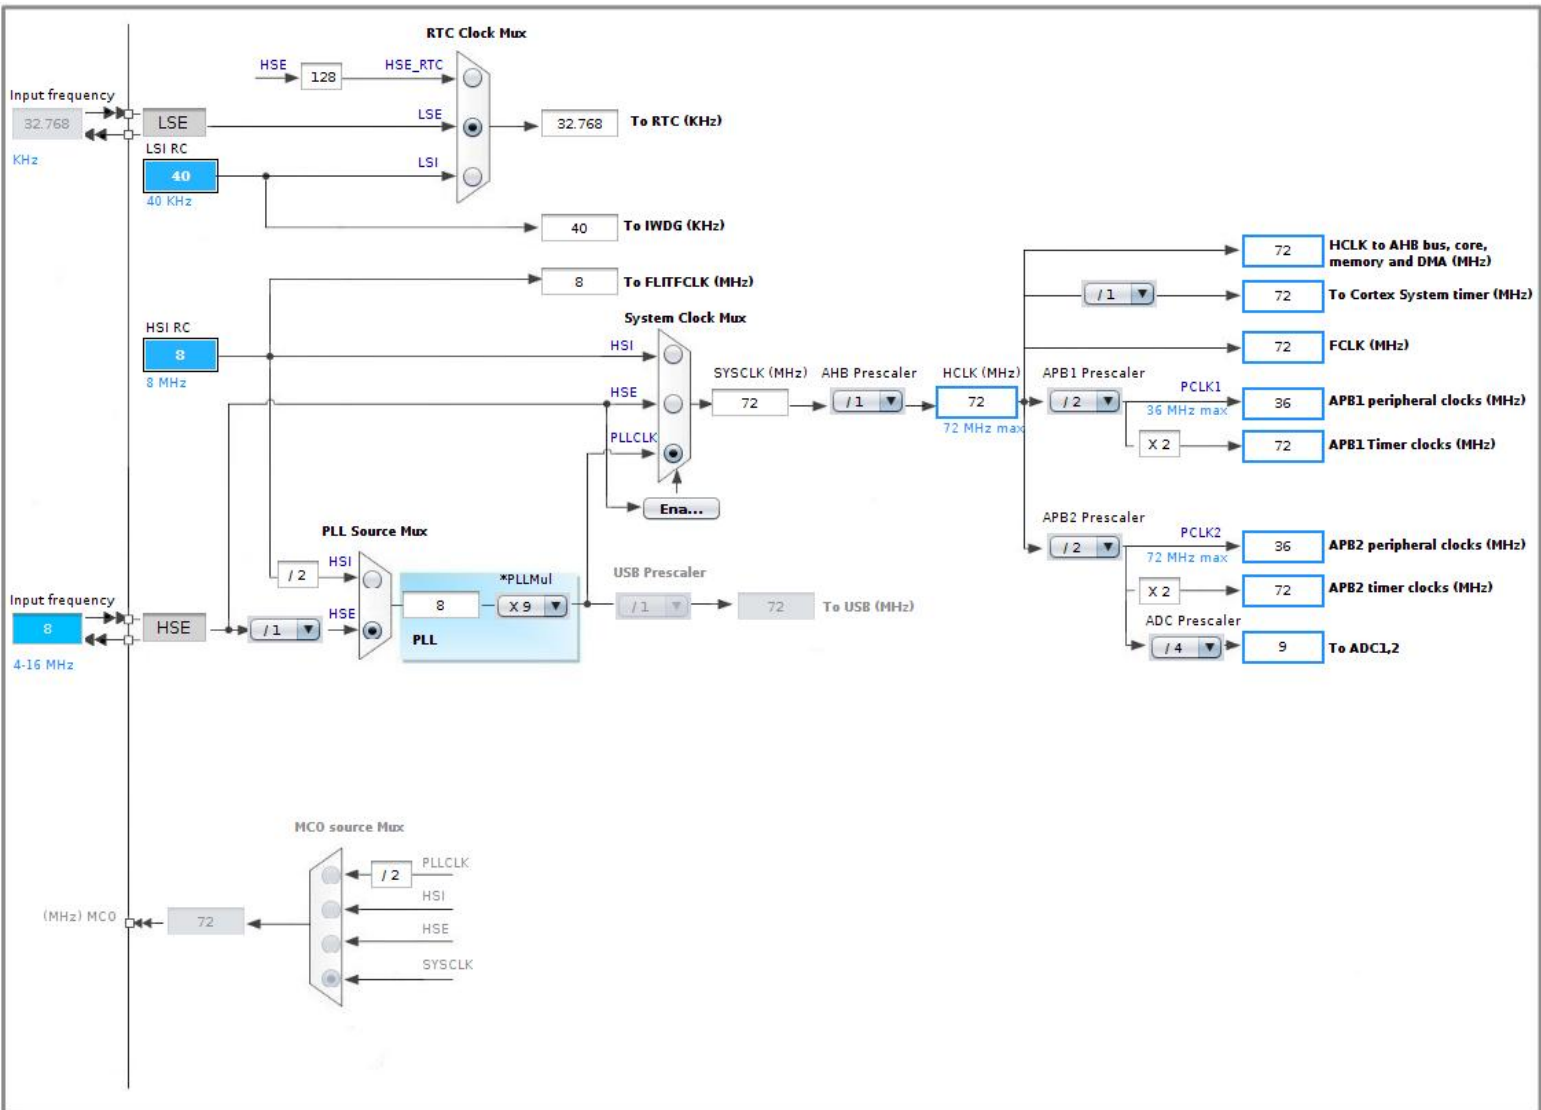 RTC Clock Mux
HSE
128
HSE_RTC
Input frequency
32.768
KHz
LSE
LSE
32.768
To RTC (KHz)
LSI RC
40
40 KHz
LSI
40
To IWDG (KHz)
8
To FLITFCLK (MHz)
HSI RC
8
8 MHz
System Clock Mux
HSI
HSE
PLLCLK
Ena...
SYSCLK (MHz)
72
AHB Prescaler
/ 1
HCLK (MHz)
72
72 MHz max
72
HCLK to AHB bus, core,
memory and DMA (MHz)
/ 1
72
To Cortex System timer (MHz)
72
FCLK (MHz)
APB1 Prescaler
/ 2
PCLK1
36 MHz max
36
APB1 peripheral clocks (MHz)
X 2
72
APB1 Timer clocks (MHz)
APB2 Prescaler
/ 2
PCLK2
72 MHz max
36
APB2 peripheral clocks (MHz)
X 2
72
APB2 timer clocks (MHz)
ADC Prescaler
/ 4
9
To ADC1,2
PLL Source Mux
/ 2
HSI
Input frequency
8
4-16 MHz
HSE
/ 1
HSE
8
*PLLMul
X 9
PLL
USB Prescaler
/ 1
72
To USB (MHz)
MCO source Mux
/ 2
PLLCLK
HSI
HSE
SYSCLK
(MHz) MCO
72